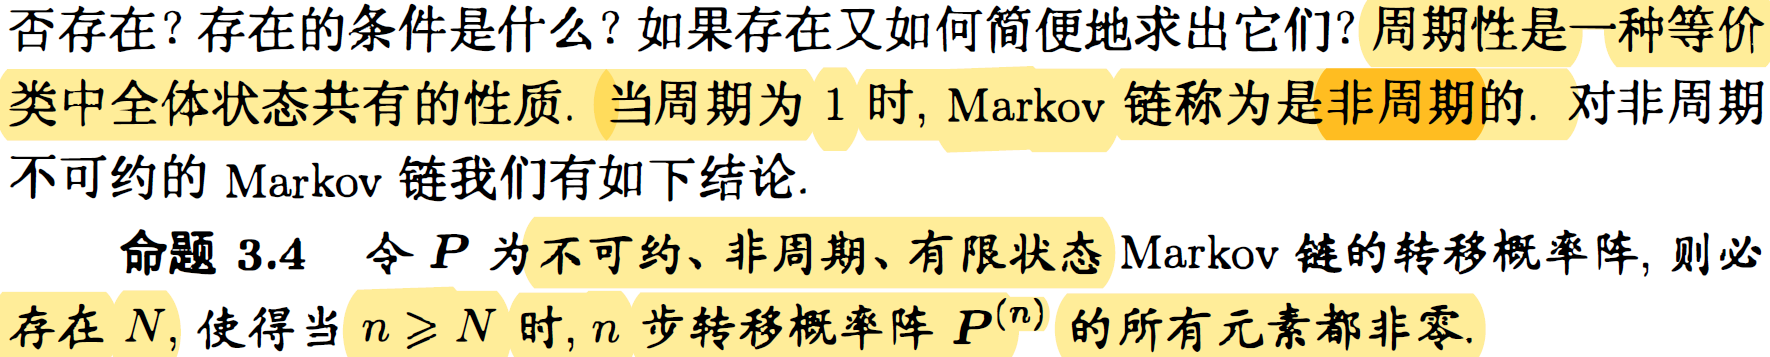 否存在? 存在的条件是什么? 如果存在又如何简便地求出它们? 周期性是一种等价
类中全体状态共有的性质. 当周期为 1 时, Markov 链称为是非周期的. 对非周期
不可约的 Markov 链我们有如下结论.
命题 3.4 令 P 为不可约、非周期、有限状态 Markov 链的转移概率阵, 则必
存在 N, 使得当 n ⩾ N 时, n 步转移概率阵 P⁽ⁿ⁾ 的所有元素都非零.